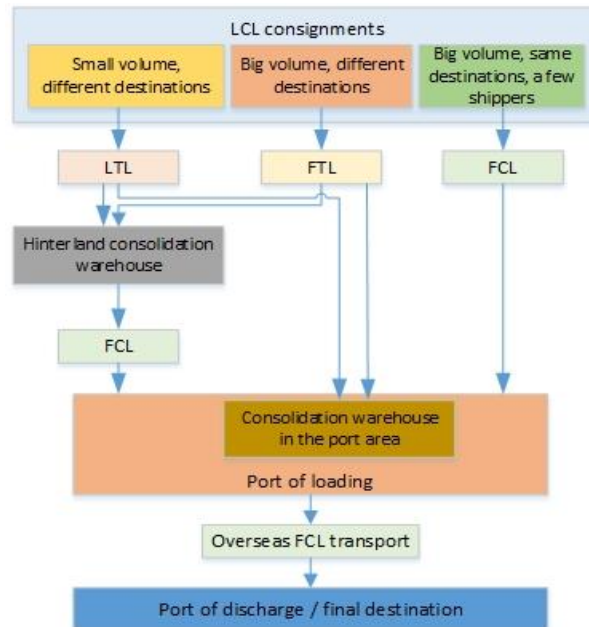 LCL consignments
Small volume,
different destinations
Big volume, different
destinations
Big volume, same
destinations, a few
shippers
LTL
FTL
FCL
Hinterland consolidation
warehouse
FCL
Consolidation warehouse
in the port area
Port of loading
Overseas FCL transport
Port of discharge / final destination